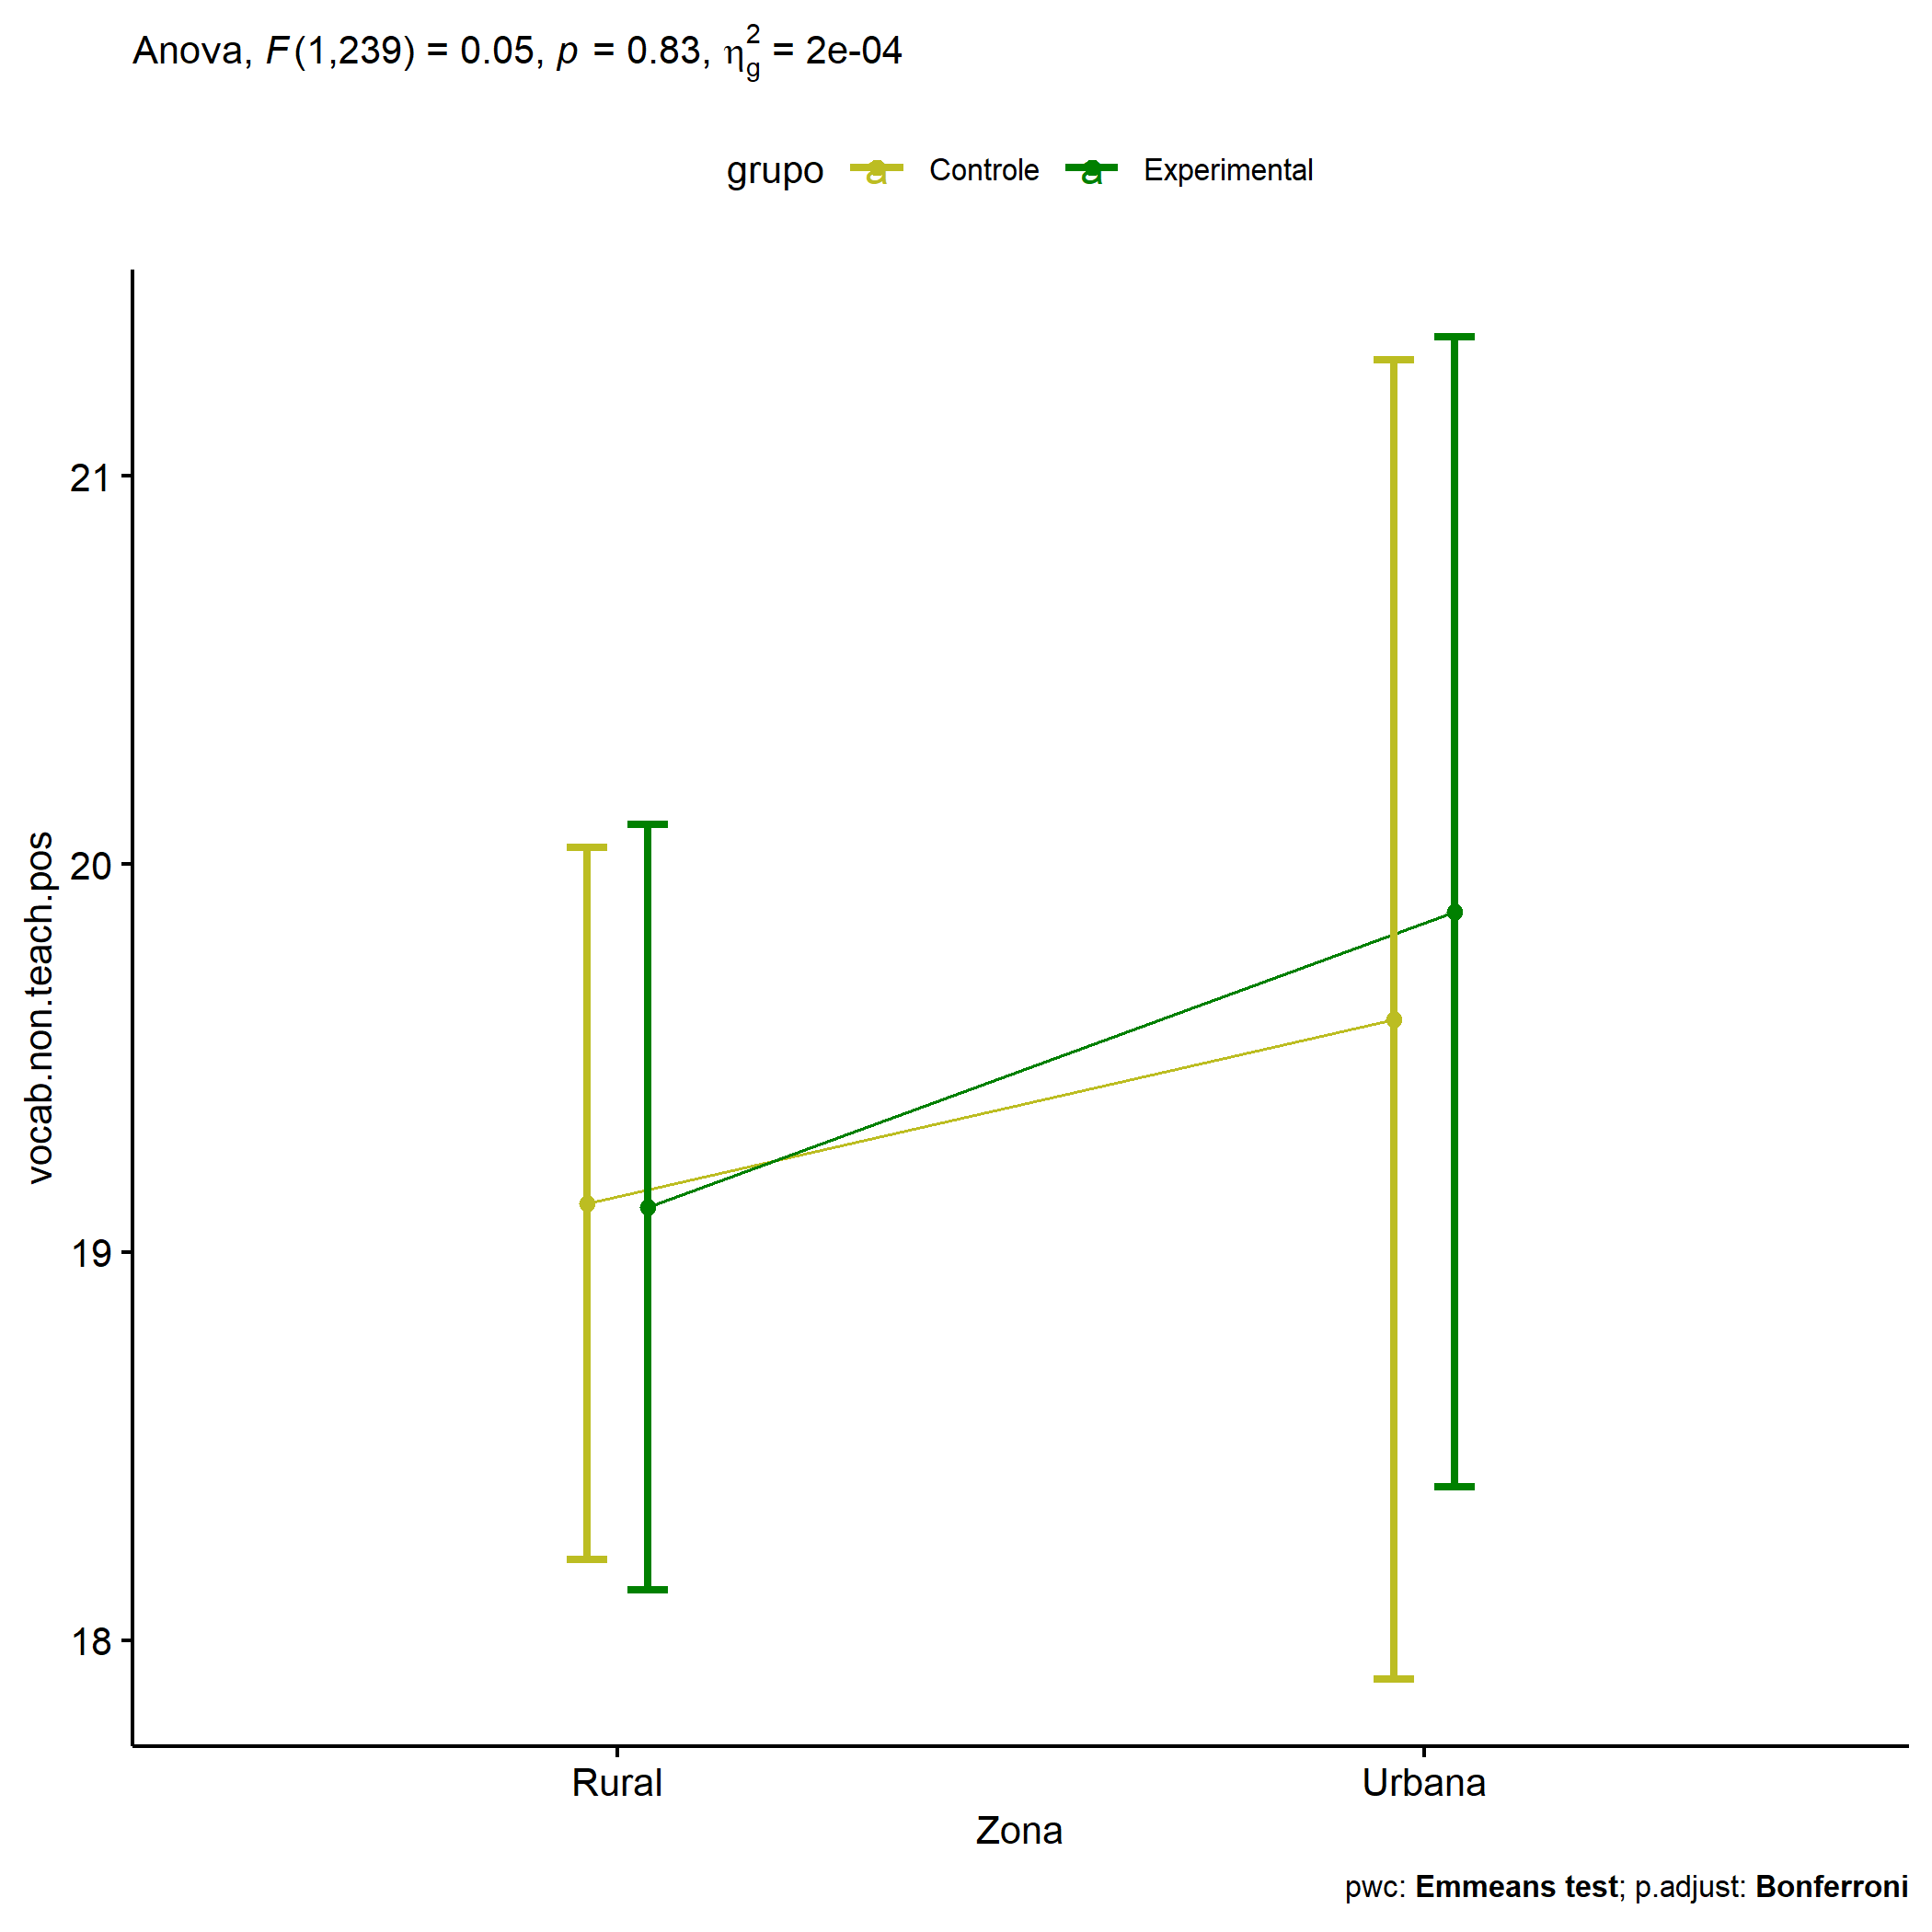 Anova, F(1,239) = 0.05, p = 0.83, η²g = 2e-04
grupo a Controle a Experimental
21
20
19
18
vocab.non.teach.pos
Rural Urbana
Zona
pwc: Emmeans test; p.adjust: Bonferroni